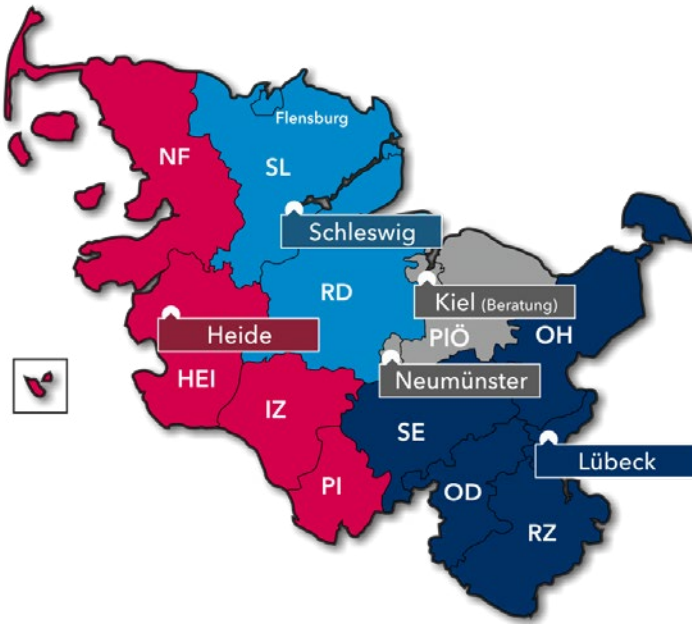 Flensburg
NF
SL
Schleswig
RD
Kiel (Beratung)
Heide
PIÖ
OH
HEI
Neumünster
IZ
SE
Lübeck
PI
OD
RZ